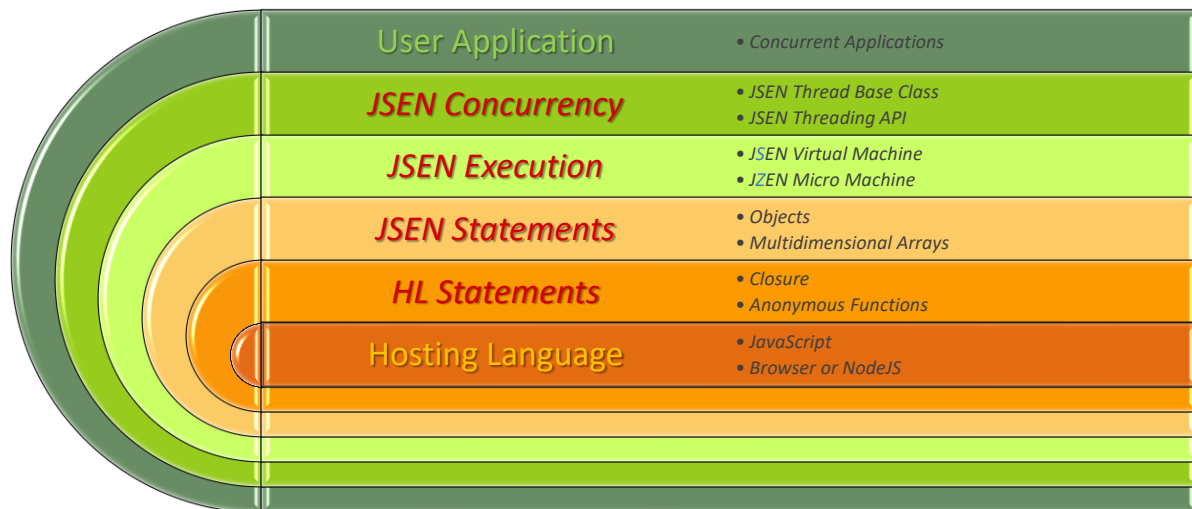 User Application
• Concurrent Applications
JSEN Concurrency
• JSEN Thread Base Class
• JSEN Threading API
JSEN Execution
• JSEN Virtual Machine
• JZEN Micro Machine
JSEN Statements
• Objects
• Multidimensional Arrays
HL Statements
• Closure
• Anonymous Functions
Hosting Language
• JavaScript
• Browser or NodeJS